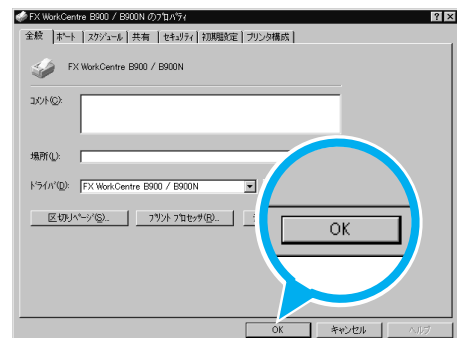 FX WorkCentre B900 / B900N のプロパティ
全般 ポート スケジュール 共有 セキュリティ 初期設定 プリンタ構成
FX WorkCentre B900 / B900N
コメント(C):
場所(L):
ドライバ(D): FX WorkCentre B900 / B900N
区切りページ(S)... プリント プロセッサ(R)...
OK
OK キャンセル ヘルプ